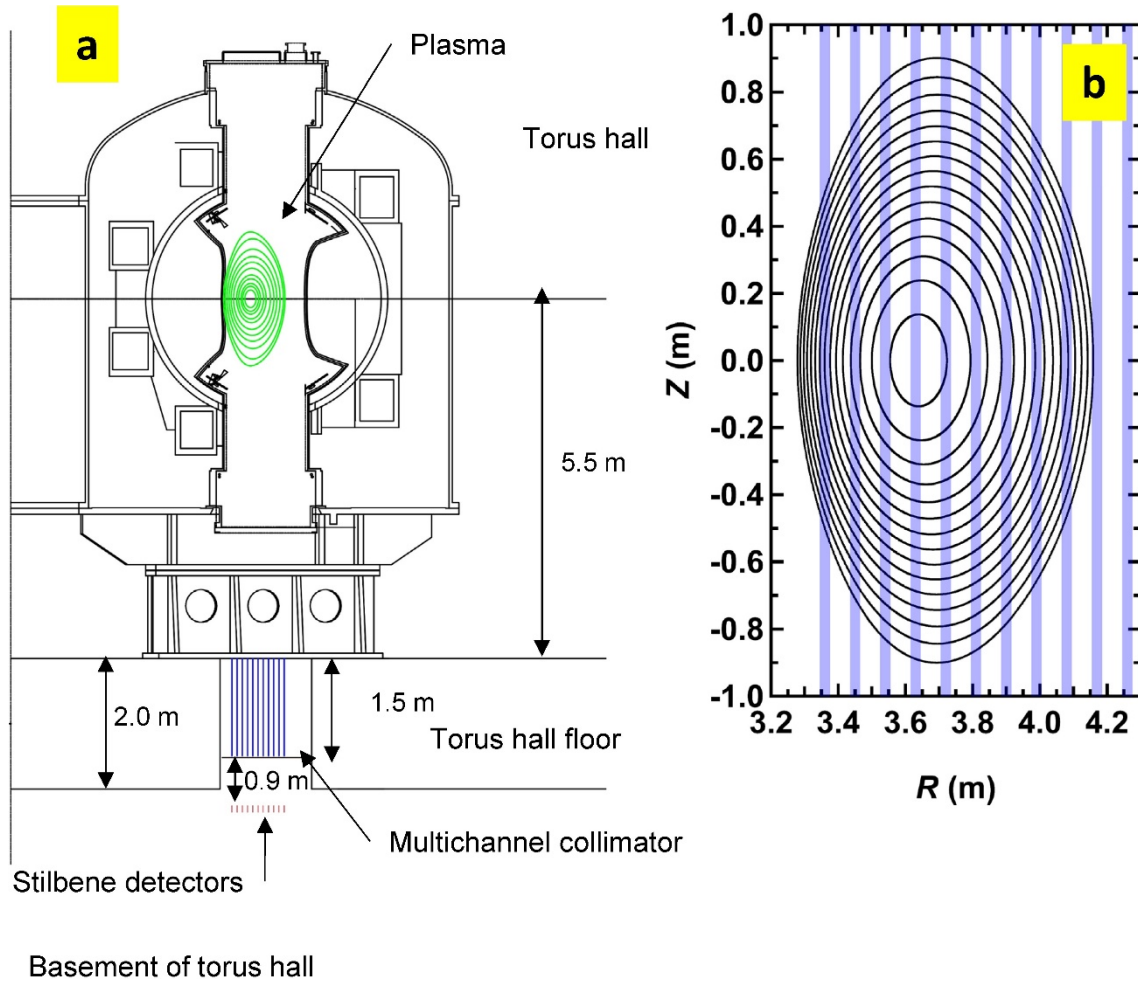 a
Plasma
Torus hall
5.5 m
2.0 m
1.5 m
Torus hall floor
0.9 m
Multichannel collimator
Stilbene detectors
Basement of torus hall
b
1.0
0.8
0.6
0.4
0.2
0.0
-0.2
-0.4
-0.6
-0.8
-1.0
Z (m)
3.2 3.4 3.6 3.8 4.0 4.2
R (m)